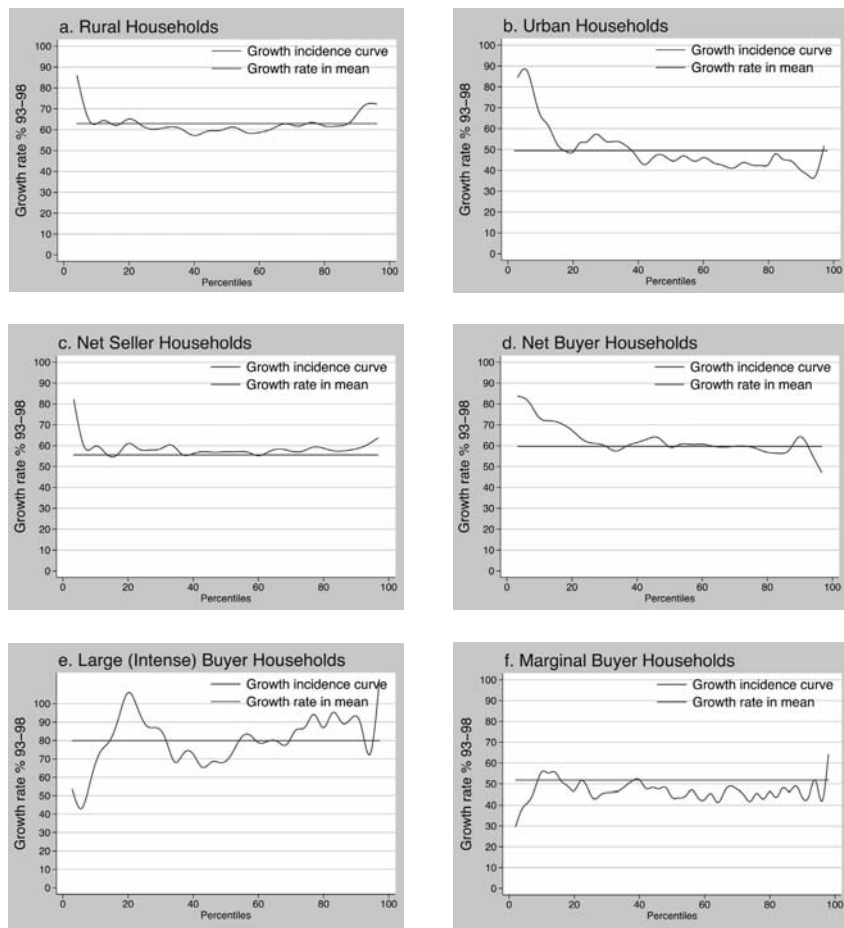 a. Rural Households
Growth incidence curve
Growth rate in mean
Growth rate % 93–98
100
90
80
70
60
50
40
30
20
10
0
0 20 40 60 80 100
Percentiles
b. Urban Households
Growth incidence curve
Growth rate in mean
Growth rate % 93–98
100
90
80
70
60
50
40
30
20
10
0
0 20 40 60 80 100
Percentiles
c. Net Seller Households
Growth incidence curve
Growth rate in mean
Growth rate % 93–98
100
90
80
70
60
50
40
30
20
10
0
0 20 40 60 80 100
Percentiles
d. Net Buyer Households
Growth incidence curve
Growth rate in mean
Growth rate % 93–98
100
90
80
70
60
50
40
30
20
10
0
0 20 40 60 80 100
Percentiles
e. Large (Intense) Buyer Households
Growth incidence curve
Growth rate in mean
Growth rate % 93–98
100
90
80
70
60
50
40
30
20
10
0
0 20 40 60 80 100
Percentiles
f. Marginal Buyer Households
Growth incidence curve
Growth rate in mean
Growth rate % 93–98
100
90
80
70
60
50
40
30
20
10
0
0 20 40 60 80 100
Percentiles